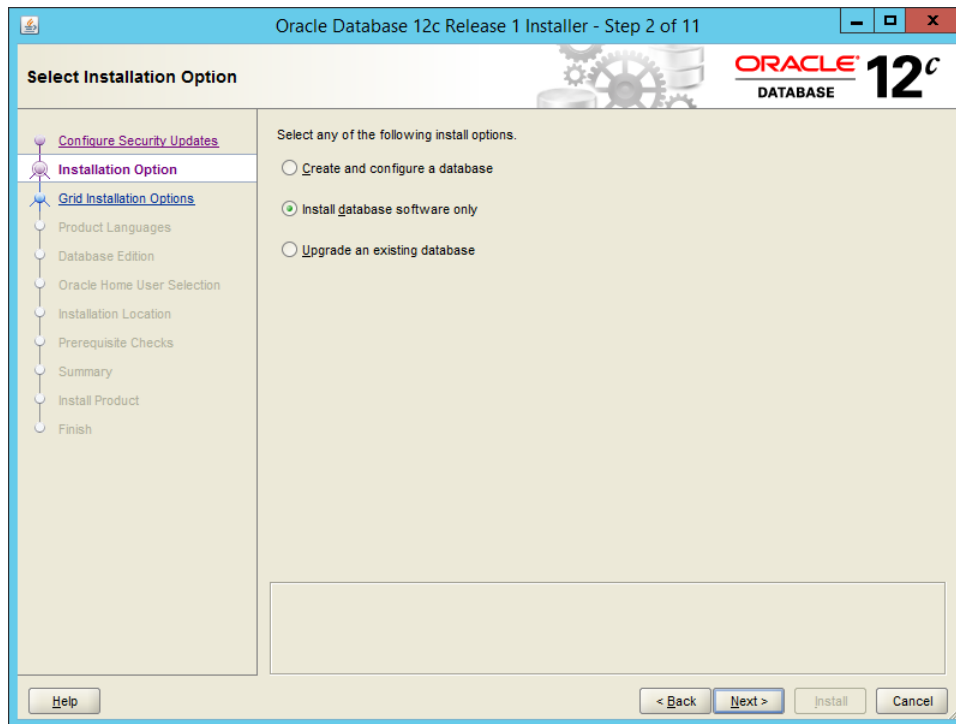 Oracle Database 12c Release 1 Installer - Step 2 of 11
Select Installation Option
ORACLE 12c
DATABASE
Configure Security Updates
Installation Option
Grid Installation Options
Product Languages
Database Edition
Oracle Home User Selection
Installation Location
Prerequisite Checks
Summary
Install Product
Finish
Select any of the following install options.
Create and configure a database
Install database software only
Upgrade an existing database
Help
< Back
Next >
Install
Cancel